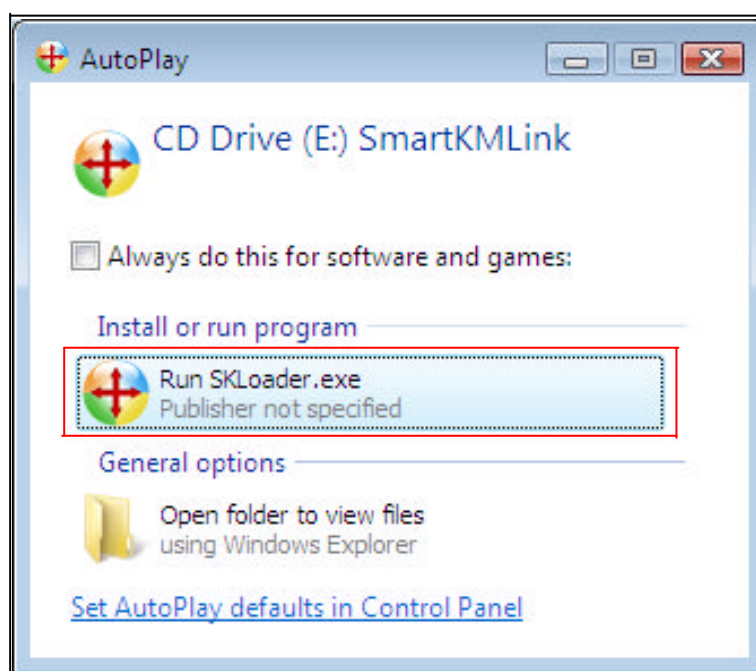 AutoPlay
CD Drive (E:) SmartKMLink
Always do this for software and games:
Install or run program
Run SKLoader.exe
Publisher not specified
General options
Open folder to view files
using Windows Explorer
Set AutoPlay defaults in Control Panel